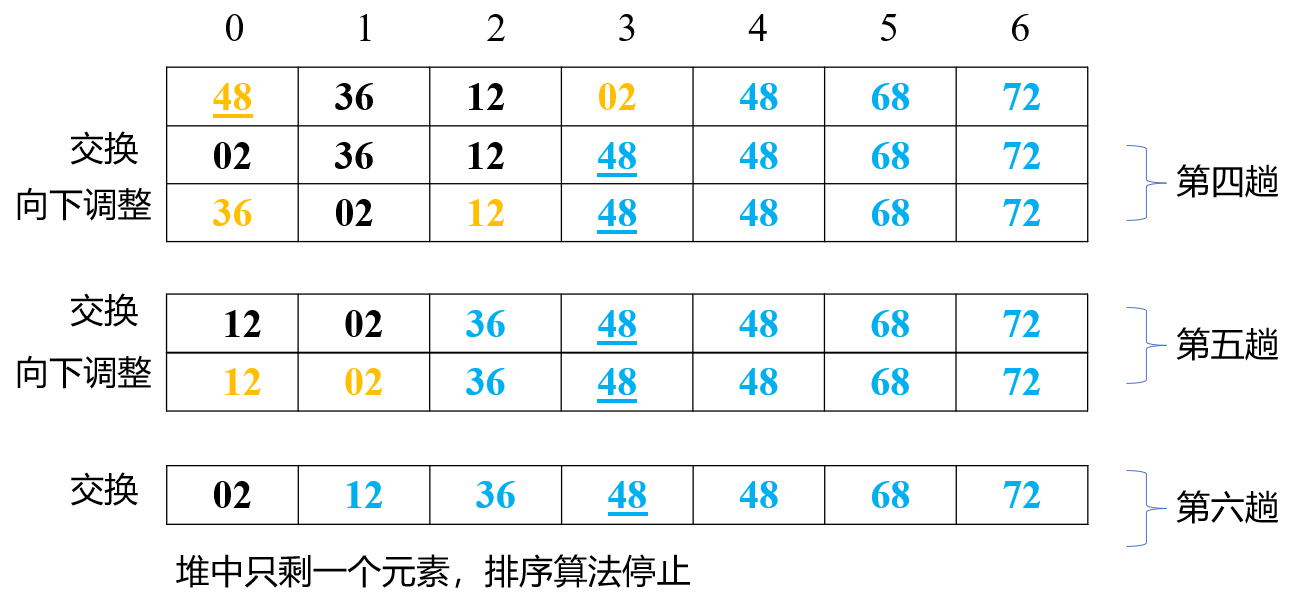 0 1 2 3 4 5 6
48 36 12 02 48 68 72
交换 02 36 12 48 48 68 72
第四趟
向下调整 36 02 12 48 48 68 72
交换 12 02 36 48 48 68 72
第五趟
向下调整 12 02 36 48 48 68 72
交换 02 12 36 48 48 68 72
第六趟
堆中只剩一个元素，排序算法停止